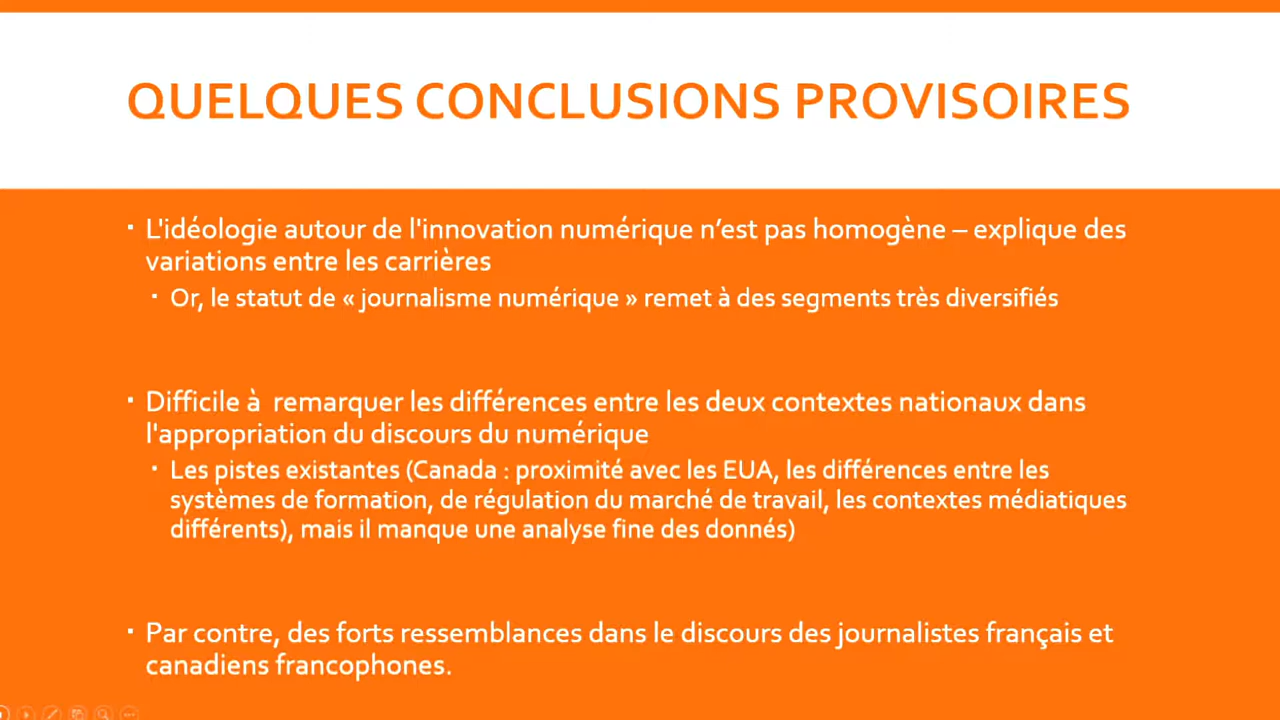 QUELQUES CONCLUSIONS PROVISOIRES
▪ L'idéologie autour de l'innovation numérique n’est pas homogène – explique des
variations entre les carrières
▪ Or, le statut de « journalisme numérique » remet à des segments très diversifiés
▪ Difficile à  remarquer les différences entre les deux contextes nationaux dans
l'appropriation du discours du numérique
▪ Les pistes existantes (Canada : proximité avec les EUA, les différences entre les
systèmes de formation, de régulation du marché de travail, les contextes médiatiques
différents), mais il manque une analyse fine des donnés)
▪ Par contre, des forts ressemblances dans le discours des journalistes français et
canadiens francophones.